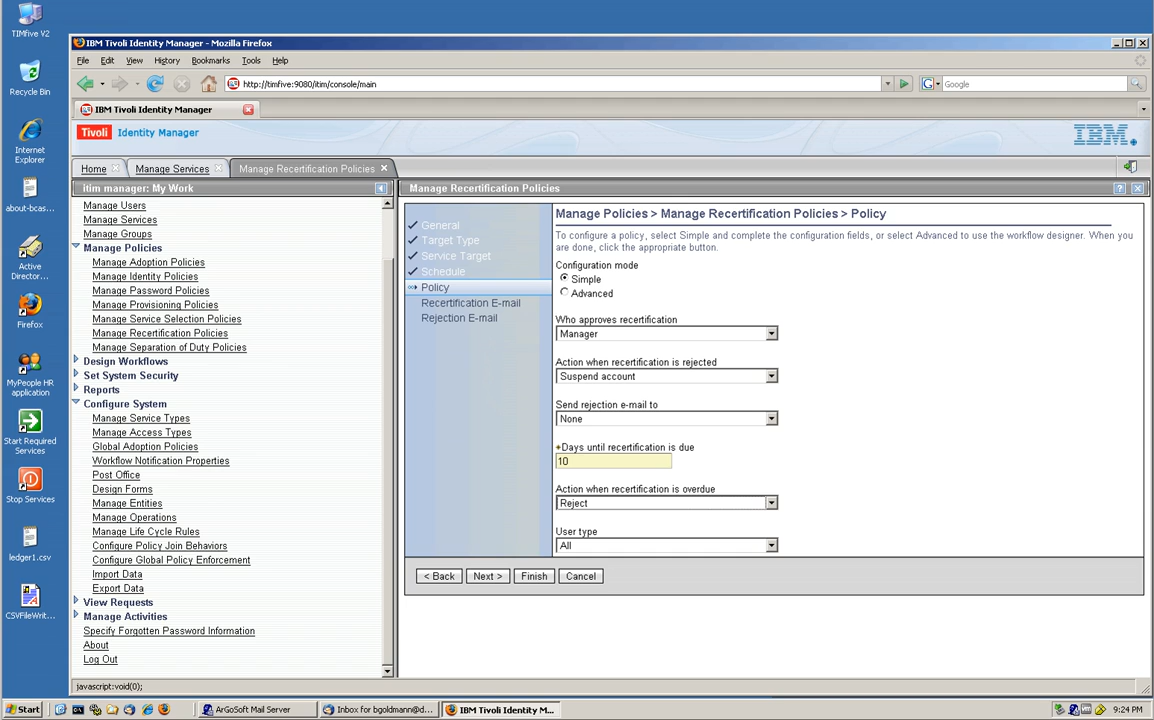 TIMfive V2
Recycle Bin
Internet
Explorer
about-bcas...
Active
Director...
Firefox
MyPeople HR
application
Start Required
Services
Stop Services
ledger1.csv
CSVFileWrit...
IBM Tivoli Identity Manager - Mozilla Firefox
File Edit View History Bookmarks Tools Help
http://timfive:9080/itim/console/main
G Google
IBM Tivoli Identity Manager
Tivoli Identity Manager
IBM
Home Manage Services Manage Recertification Policies
itim manager: My Work
Manage Users
Manage Services
Manage Groups
Manage Policies
Manage Adoption Policies
Manage Identity Policies
Manage Password Policies
Manage Provisioning Policies
Manage Service Selection Policies
Manage Recertification Policies
Manage Separation of Duty Policies
Design Workflows
Set System Security
Reports
Configure System
Manage Service Types
Manage Access Types
Global Adoption Policies
Workflow Notification Properties
Post Office
Design Forms
Manage Entities
Manage Operations
Manage Life Cycle Rules
Configure Policy Join Behaviors
Configure Global Policy Enforcement
Import Data
Export Data
View Requests
Manage Activities
Specify Forgotten Password Information
About
Log Out
Manage Recertification Policies
General
Target Type
Service Target
Schedule
Policy
Recertification E-mail
Rejection E-mail
Manage Policies > Manage Recertification Policies > Policy
To configure a policy, select Simple and complete the configuration fields, or select Advanced to use the workflow designer. When you
are done, click the appropriate button.
Configuration mode
Simple
Advanced
Who approves recertification
Manager
Action when recertification is rejected
Suspend account
Send rejection e-mail to
None
+Days until recertification is due
10
Action when recertification is overdue
Reject
User type
All
< Back Next > Finish Cancel
javascript:void(0);
Start ArGoSoft Mail Server Inbox for bgoldmann@d... IBM Tivoli Identity M... 9:24 PM